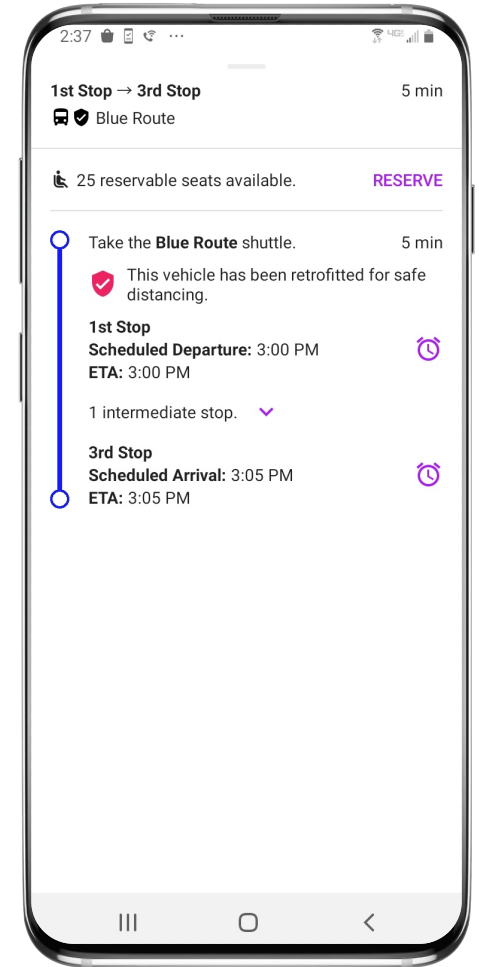 2:37
4GE
1st Stop → 3rd Stop 5 min
Blue Route
25 reservable seats available. RESERVE
Take the Blue Route shuttle. 5 min
This vehicle has been retrofitted for safe
distancing.
1st Stop
Scheduled Departure: 3:00 PM
ETA: 3:00 PM
1 intermediate stop.
3rd Stop
Scheduled Arrival: 3:05 PM
ETA: 3:05 PM